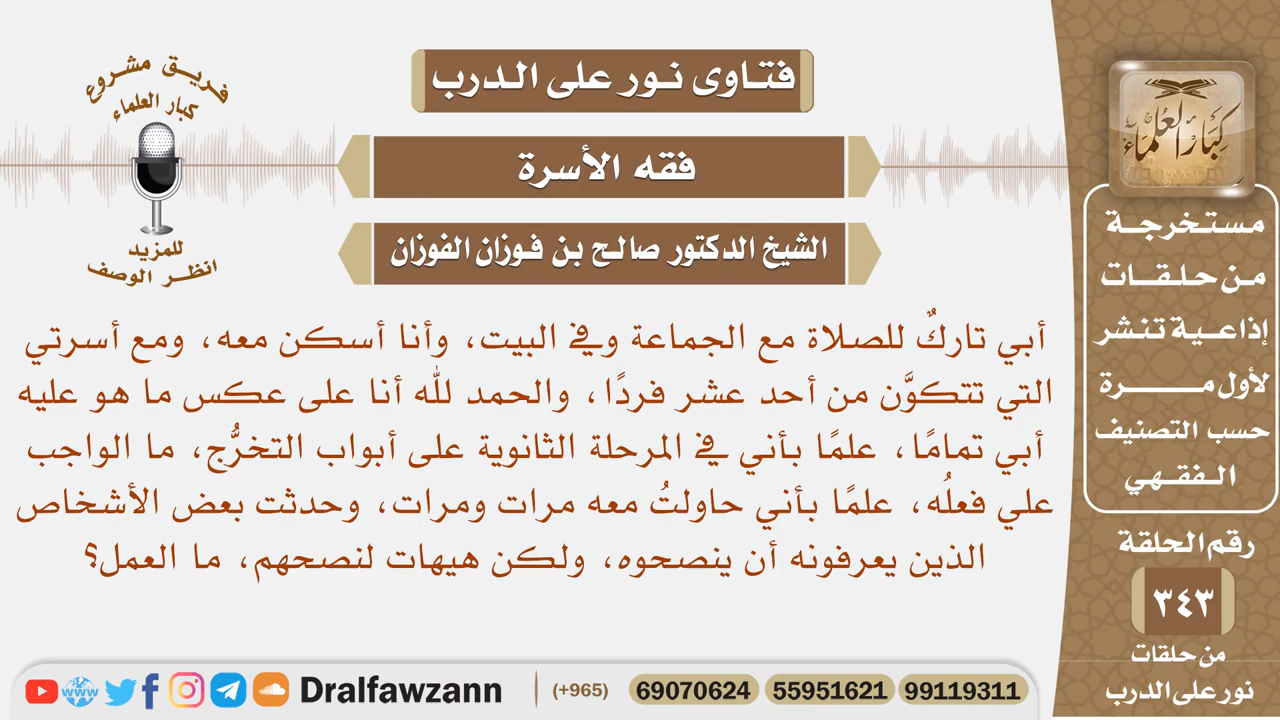 فتاوى نور على الدرب
فقه الأسرة
الشيخ الدكتور صالح بن فوزان الفوزان
فريق مشروع
كبار العلماء
للمزيد
انظر الوصف
كِبَارُ العُلَمَاء
مستخرجة
من حلقات
إذاعية تنشر
لأول مرة
حسب التصنيف
الفقهي
رقم الحلقة
٣٤٣
من حلقات
نور على الدرب
أبي تاركٌ للصلاة مع الجماعة وفي البيت، وأنا أسكن معه، ومع أسرتي
التي تتكوَّن من أحد عشر فردًا، والحمد لله أنا على عكس ما هو عليه
أبي تمامًا، علمًا بأني في المرحلة الثانوية على أبواب التخرُّج، ما الواجب
علي فعلُه، علمًا بأني حاولتُ معه مرات ومرات، وحدثت بعض الأشخاص
الذين يعرفونه أن ينصحوه، ولكن هيهات لنصحهم، ما العمل؟
www
Dralfawzann
(+965) 69070624 55951621 99119311